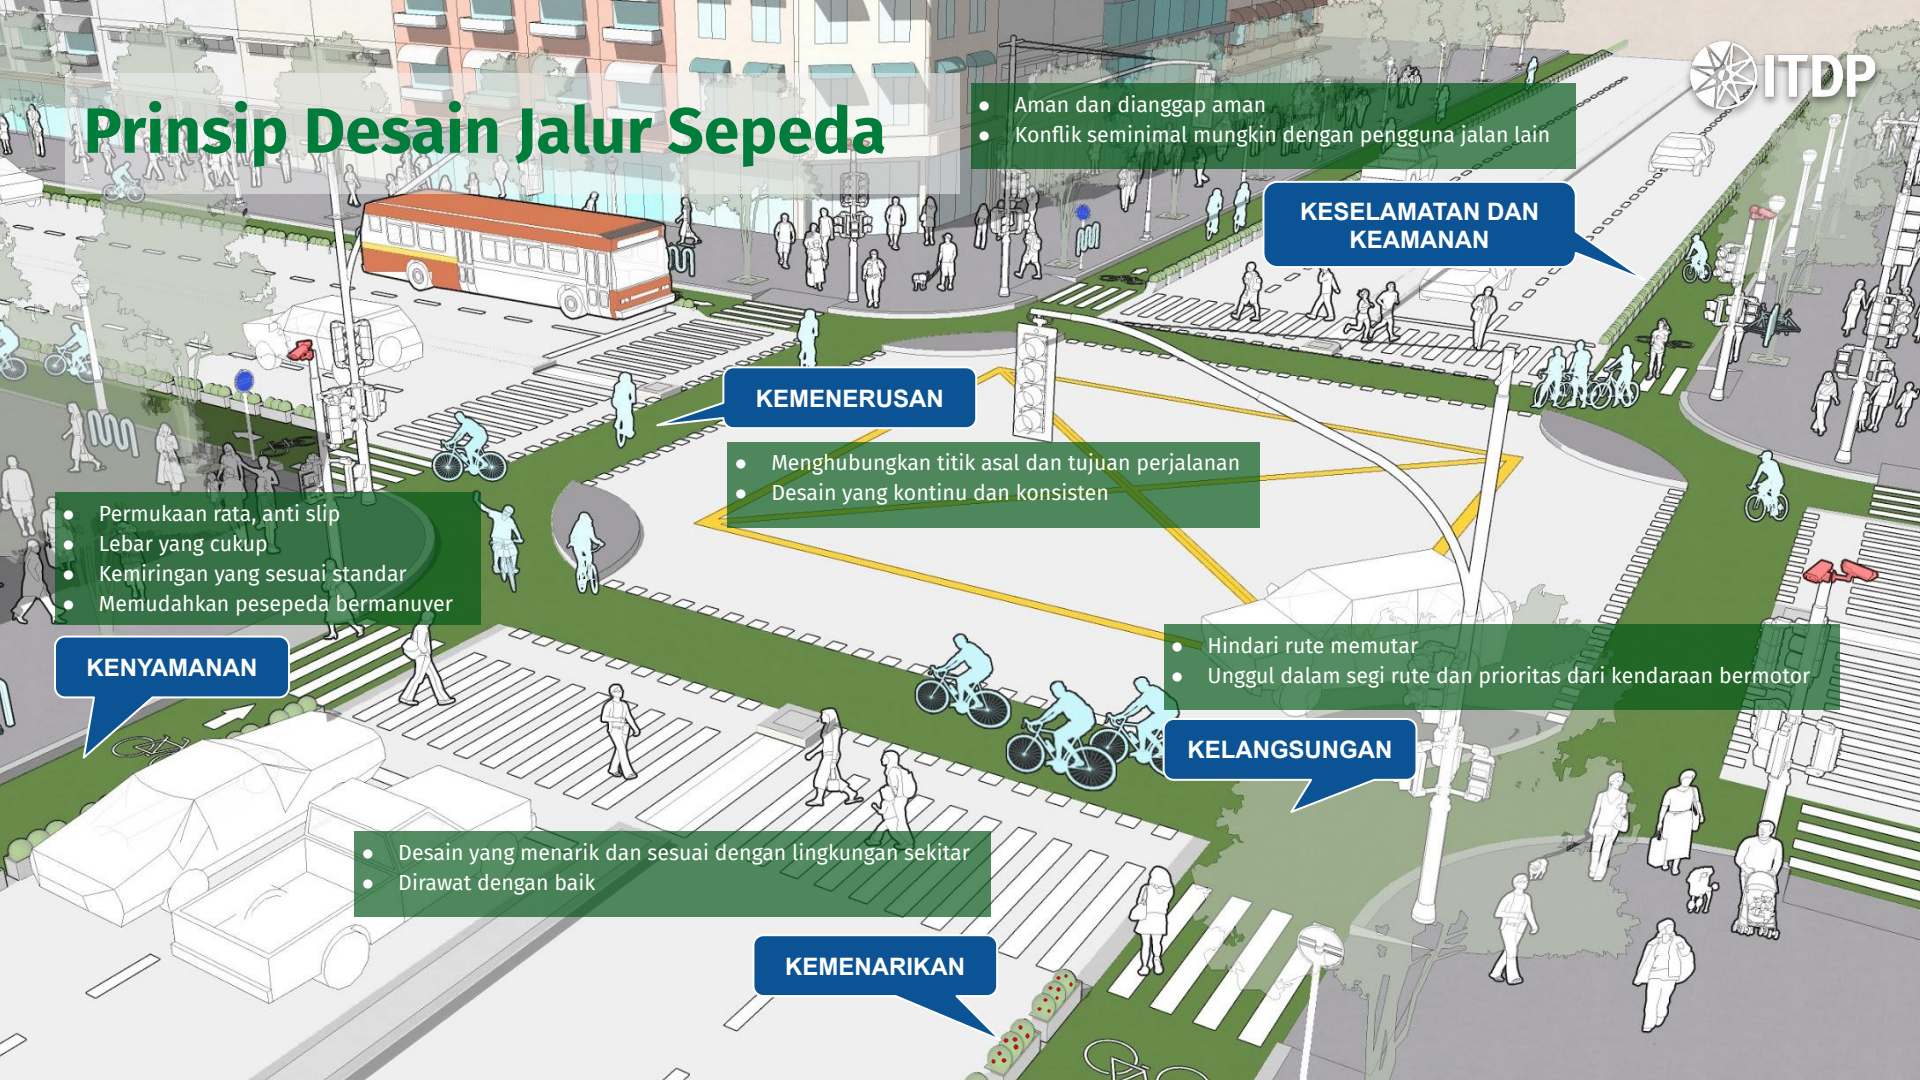 Prinsip Desain Jalur Sepeda
ITDP
● Aman dan dianggap aman
● Konflik seminimal mungkin dengan pengguna jalan lain
KESELAMATAN DAN
KEAMANAN
KEMENERUSAN
● Menghubungkan titik asal dan tujuan perjalanan
● Desain yang kontinu dan konsisten
● Permukaan rata, anti slip
● Lebar yang cukup
● Kemiringan yang sesuai standar
● Memudahkan pesepeda bermanuver
KENYAMANAN
● Hindari rute memutar
● Unggul dalam segi rute dan prioritas dari kendaraan bermotor
KELANGSUNGAN
● Desain yang menarik dan sesuai dengan lingkungan sekitar
● Dirawat dengan baik
KEMENARIKAN